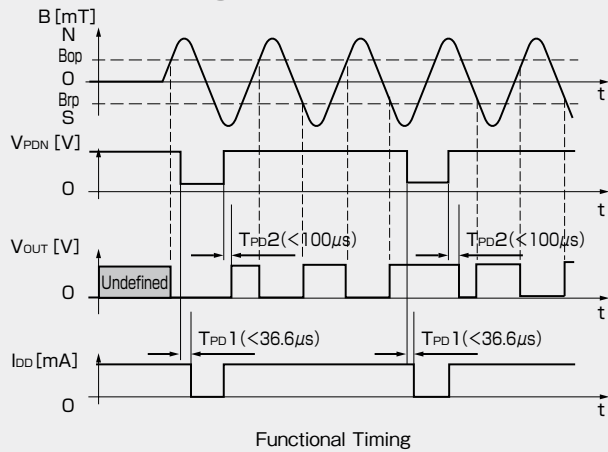 B [mT]
N
Bop
0
Brp
S
t
VPDN [V]
0
t
TPD2(<100μs) TPD2(<100μs)
VOUT [V]
Undefined
0
t
TPD1(<36.6μs) TPD1(<36.6μs)
IDD [mA]
0
t
Functional Timing